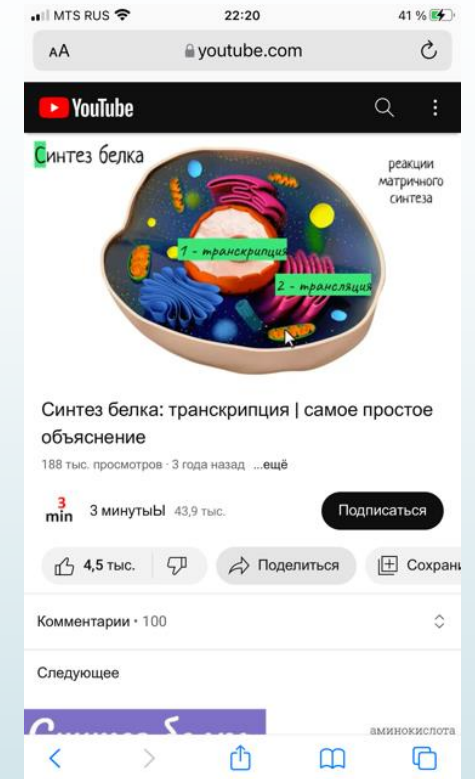 MTS RUS 22:20 41 %
AA youtube.com
YouTube
Синтез белка
реакции
матричного
синтеза
1 - транскрипция
2 - трансляция
Синтез белка: транскрипция | самое простое
объяснение
188 тыс. просмотров · 3 года назад ...ещё
3
min
3 минутыЫ 43,9 тыс.
Подписаться
4,5 тыс. Поделиться Сохрани
Комментарии · 100
Следующее
аминокислота